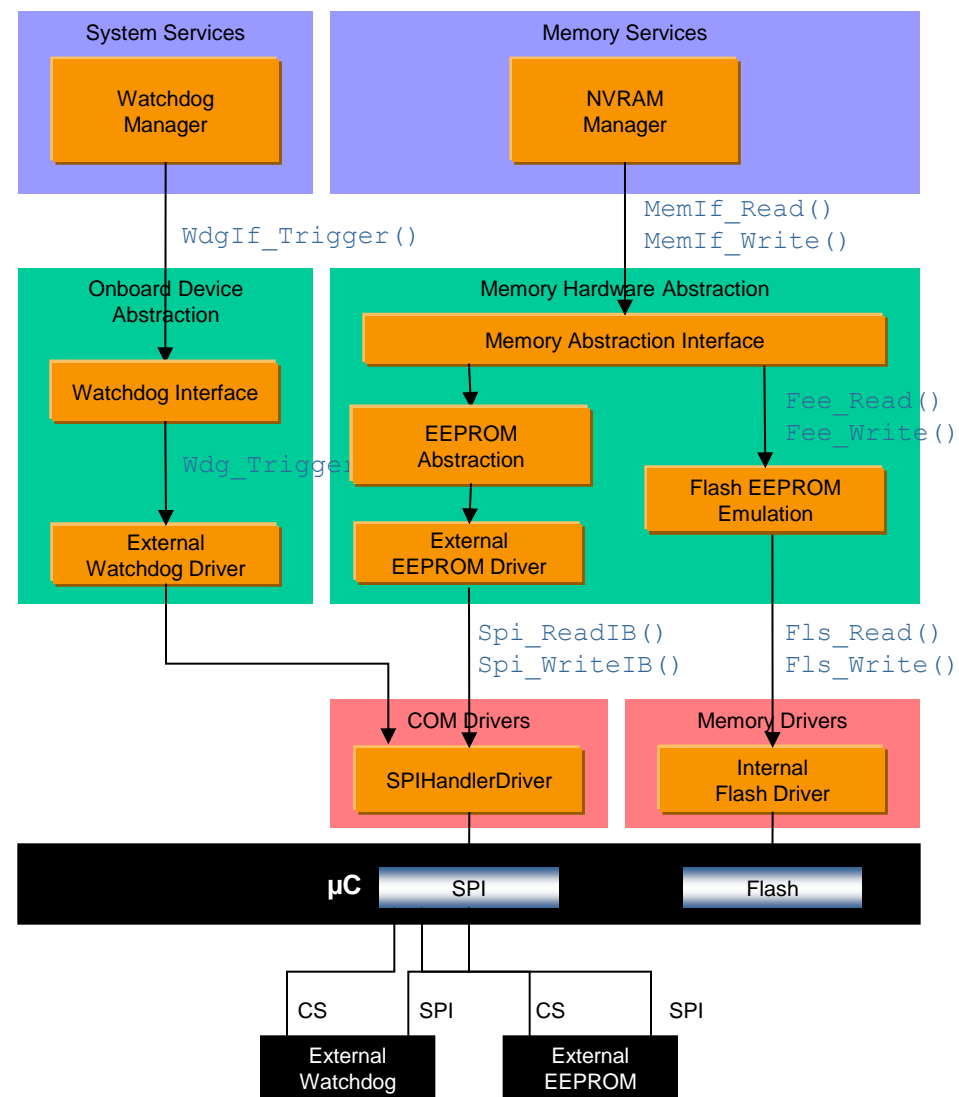 System Services
Memory Services
Watchdog
Manager
NVRAM
Manager
WdgIf_Trigger()
MemIf_Read()
MemIf_Write()
Onboard Device
Abstraction
Memory Hardware Abstraction
Memory Abstraction Interface
Watchdog Interface
Fee_Read()
Fee_Write()
EEPROM
Abstraction
Wdg_Trigger
Flash EEPROM
Emulation
External
Watchdog Driver
External
EEPROM Driver
Spi_ReadIB()
Spi_WriteIB()
Fls_Read()
Fls_Write()
COM Drivers
Memory Drivers
SPIHandlerDriver
Internal
Flash Driver
µC
SPI
Flash
CS
SPI
CS
SPI
External
Watchdog
External
EEPROM